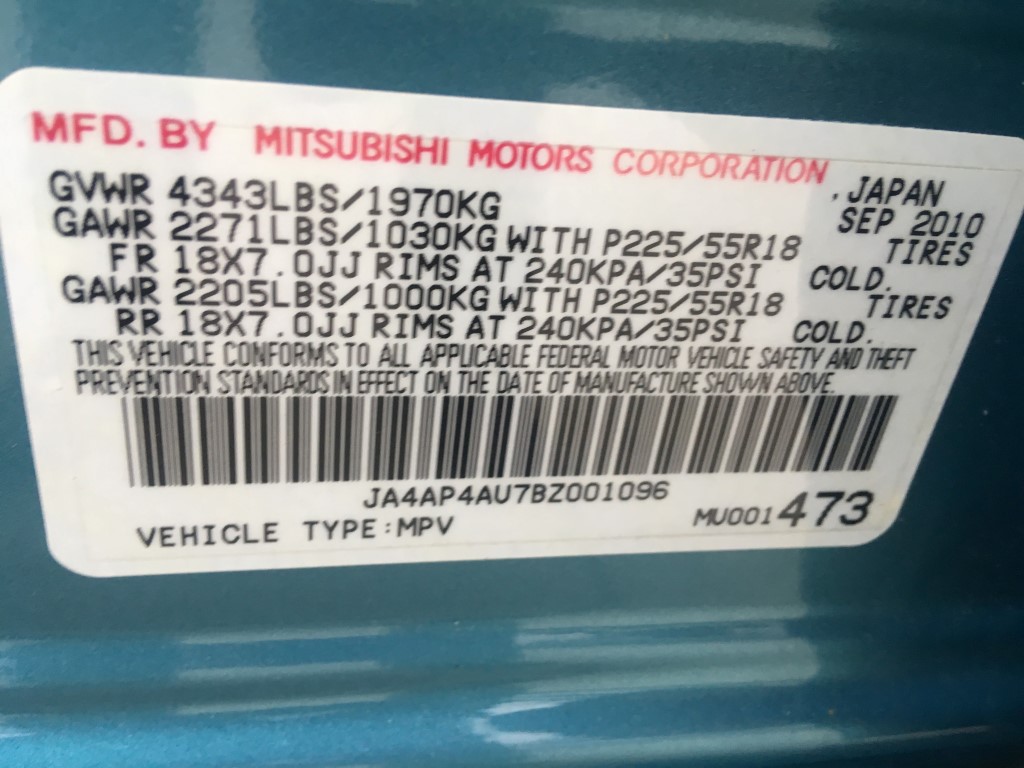 MFD. BY MITSUBISHI MOTORS CORPORATION, JAPAN
GVWR 4343LBS/1970KG SEP 2010
GAWR 2271LBS/1030KG WITH P225/55R18 TIRES
FR 18X7.0JJ RIMS AT 240KPA/35PSI COLD.
GAWR 2205LBS/1000KG WITH P225/55R18 TIRES
RR 18X7.0JJ RIMS AT 240KPA/35PSI COLD.
THIS VEHICLE CONFORMS TO ALL APPLICABLE FEDERAL MOTOR VEHICLE SAFETY AND THEFT
PREVENTION STANDARDS IN EFFECT ON THE DATE OF MANUFACTURE SHOWN ABOVE.
JA4AP4AU7BZ001096
VEHICLE TYPE:MPV MU001473